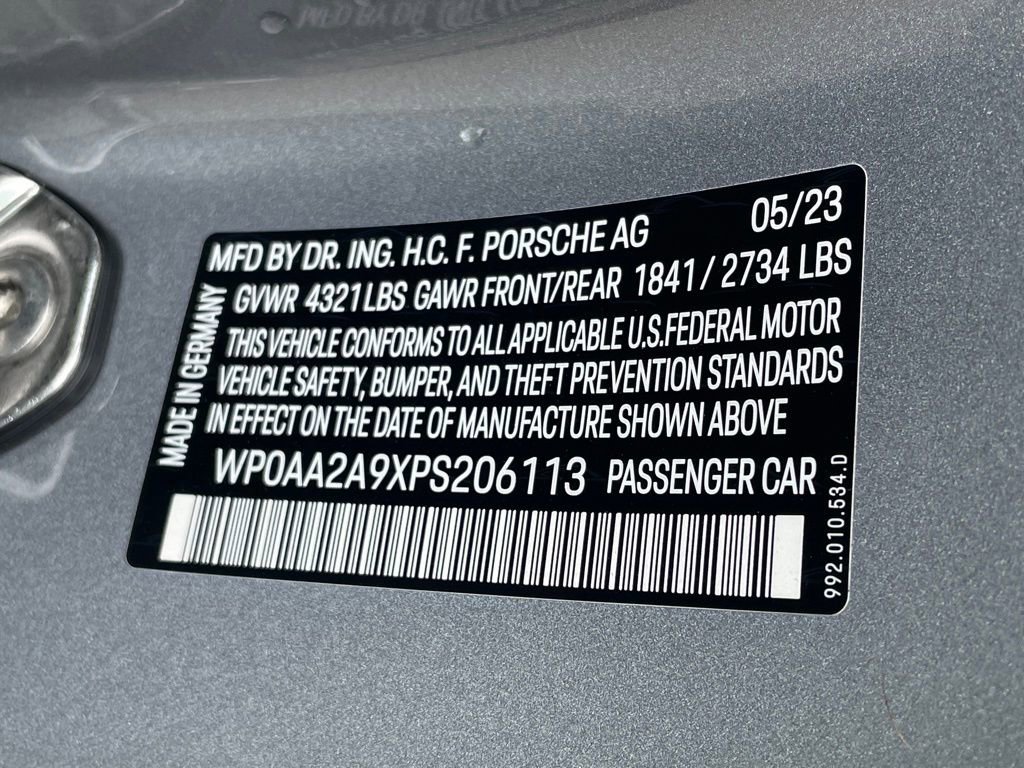 MFD BY DR. ING. H.C. F. PORSCHE AG 05/23
GVWR 4321 LBS GAWR FRONT/REAR 1841 / 2734 LBS
THIS VEHICLE CONFORMS TO ALL APPLICABLE U.S.FEDERAL MOTOR
VEHICLE SAFETY, BUMPER, AND THEFT PREVENTION STANDARDS
IN EFFECT ON THE DATE OF MANUFACTURE SHOWN ABOVE
WP0AA2A9XPS206113 PASSENGER CAR
MADE IN GERMANY
992.010.534.D